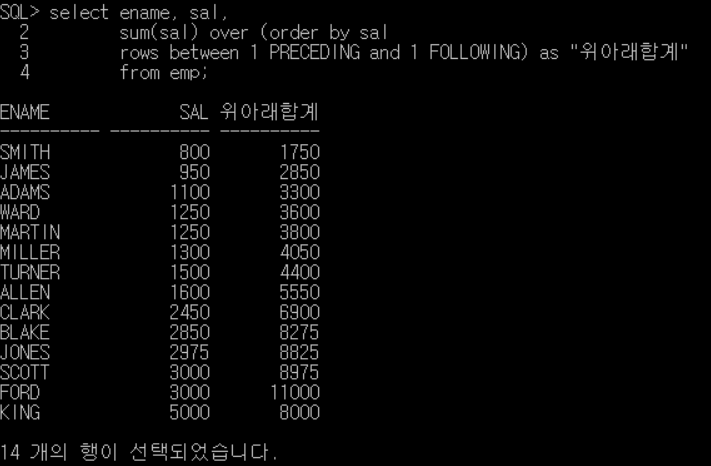 SQL> select ename, sal,
  2         sum(sal) over (order by sal
  3         rows between 1 PRECEDING and 1 FOLLOWING) as "위아래합계"
  4         from emp;
ENAME             SAL 위아래합계
---------- ---------- ----------
SMITH             800       1750
JAMES             950       2850
ADAMS            1100       3300
WARD             1250       3600
MARTIN           1250       3800
MILLER           1300       4050
TURNER           1500       4400
ALLEN            1600       5550
CLARK            2450       6900
BLAKE            2850       8275
JONES            2975       8825
SCOTT            3000       8975
FORD             3000      11000
KING             5000       8000
14 개의 행이 선택되었습니다.